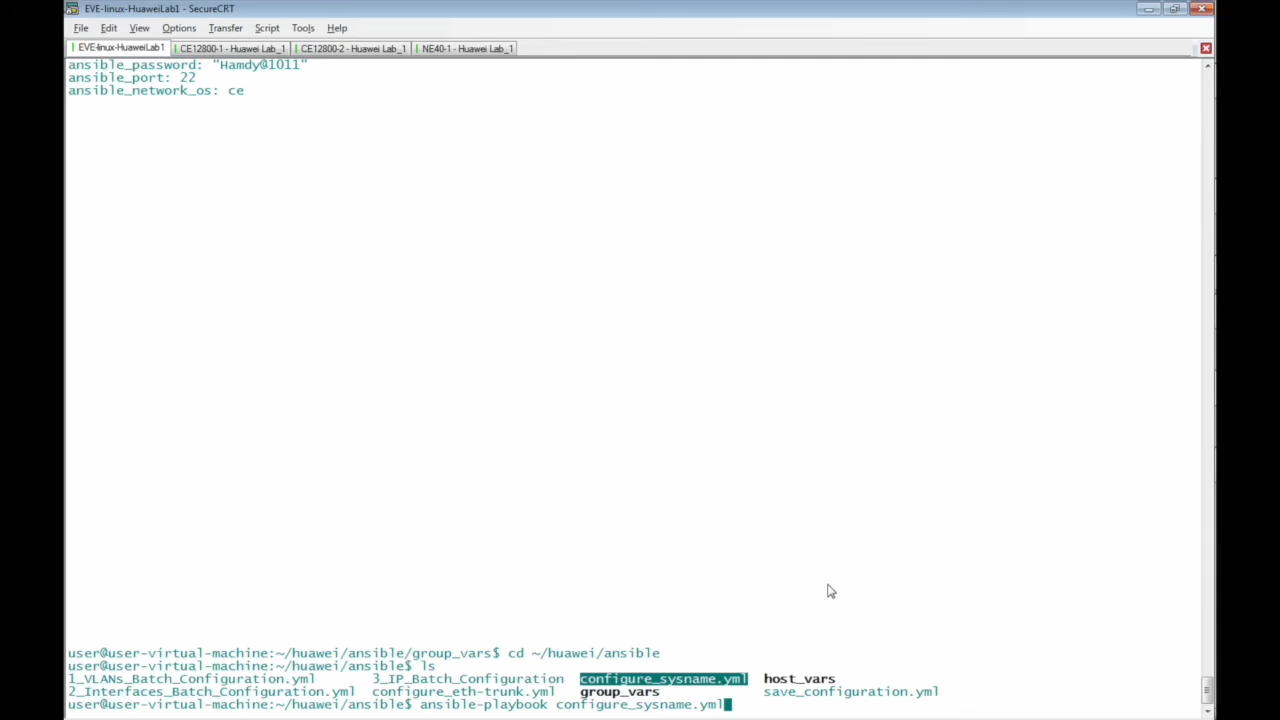 EVE-linux-HuaweiLab1 - SecureCRT
File Edit View Options Transfer Script Tools Help
EVE-linux-HuaweiLab1 CE12800-1 - Huawei Lab_1 CE12800-2 - Huawei Lab_1 NE40-1 - Huawei Lab_1
ansible_password: "Hamdy@1011"
ansible_port: 22
ansible_network_os: ce
user@user-virtual-machine:~/huawei/ansible/group_vars$ cd ~/huawei/ansible
user@user-virtual-machine:~/huawei/ansible$ ls
1_VLANs_Batch_Configuration.yml 3_IP_Batch_Configuration configure_sysname.yml host_vars
2_Interfaces_Batch_Configuration.yml configure_eth-trunk.yml group_vars save_configuration.yml
user@user-virtual-machine:~/huawei/ansible$ ansible-playbook configure_sysname.yml